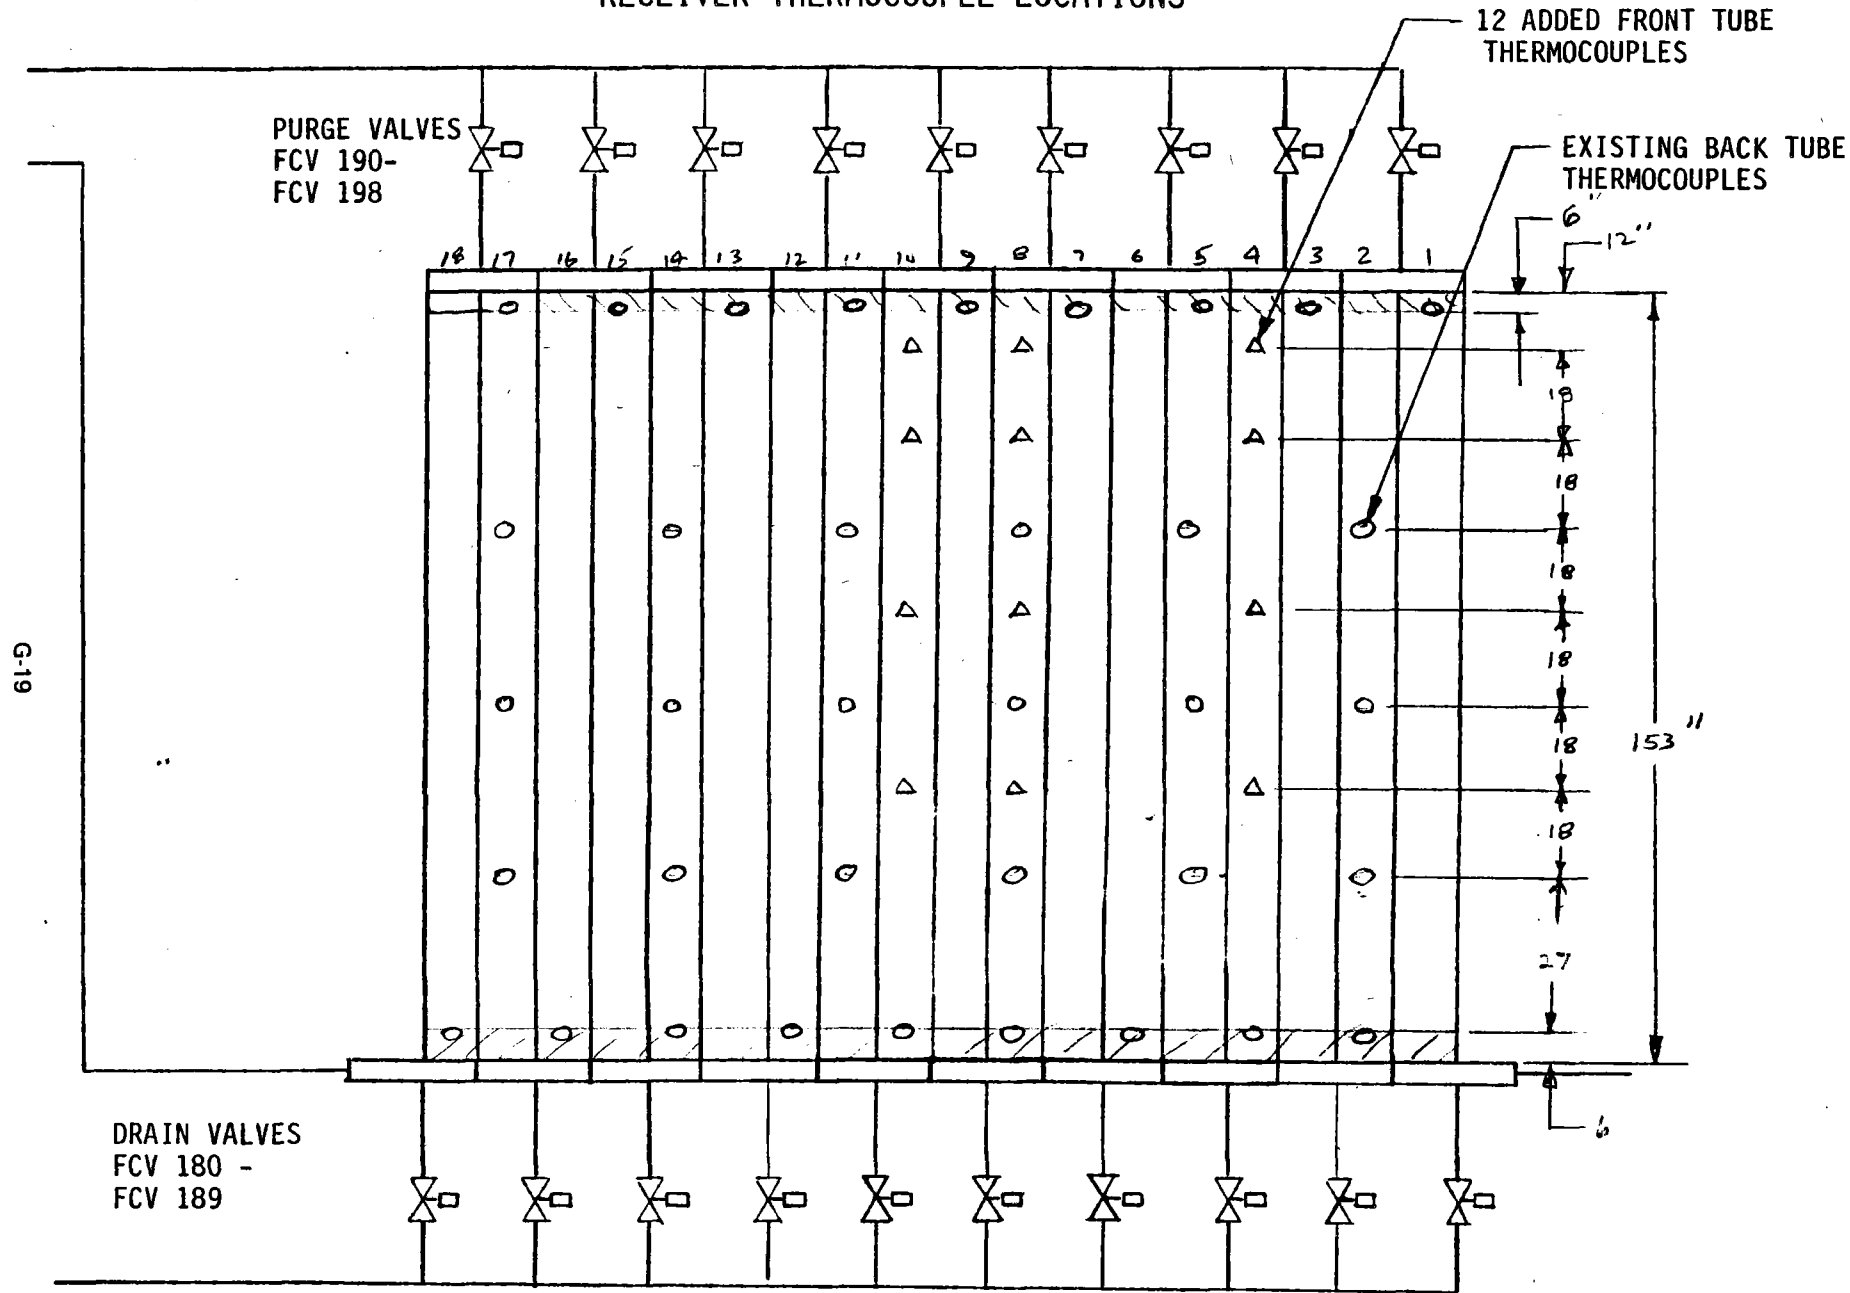 RECEIVER THERMOCOUPLE LOCATIONS
12 ADDED FRONT TUBE
THERMOCOUPLES
PURGE VALVES
FCV 190-
FCV 198
EXISTING BACK TUBE
THERMOCOUPLES
6"
12"
18 17 16 15 14 13 12 11 10 9 8 7 6 5 4 3 2 1
18
18
18
18
18
18
153"
27
6
G-19
DRAIN VALVES
FCV 180 -
FCV 189